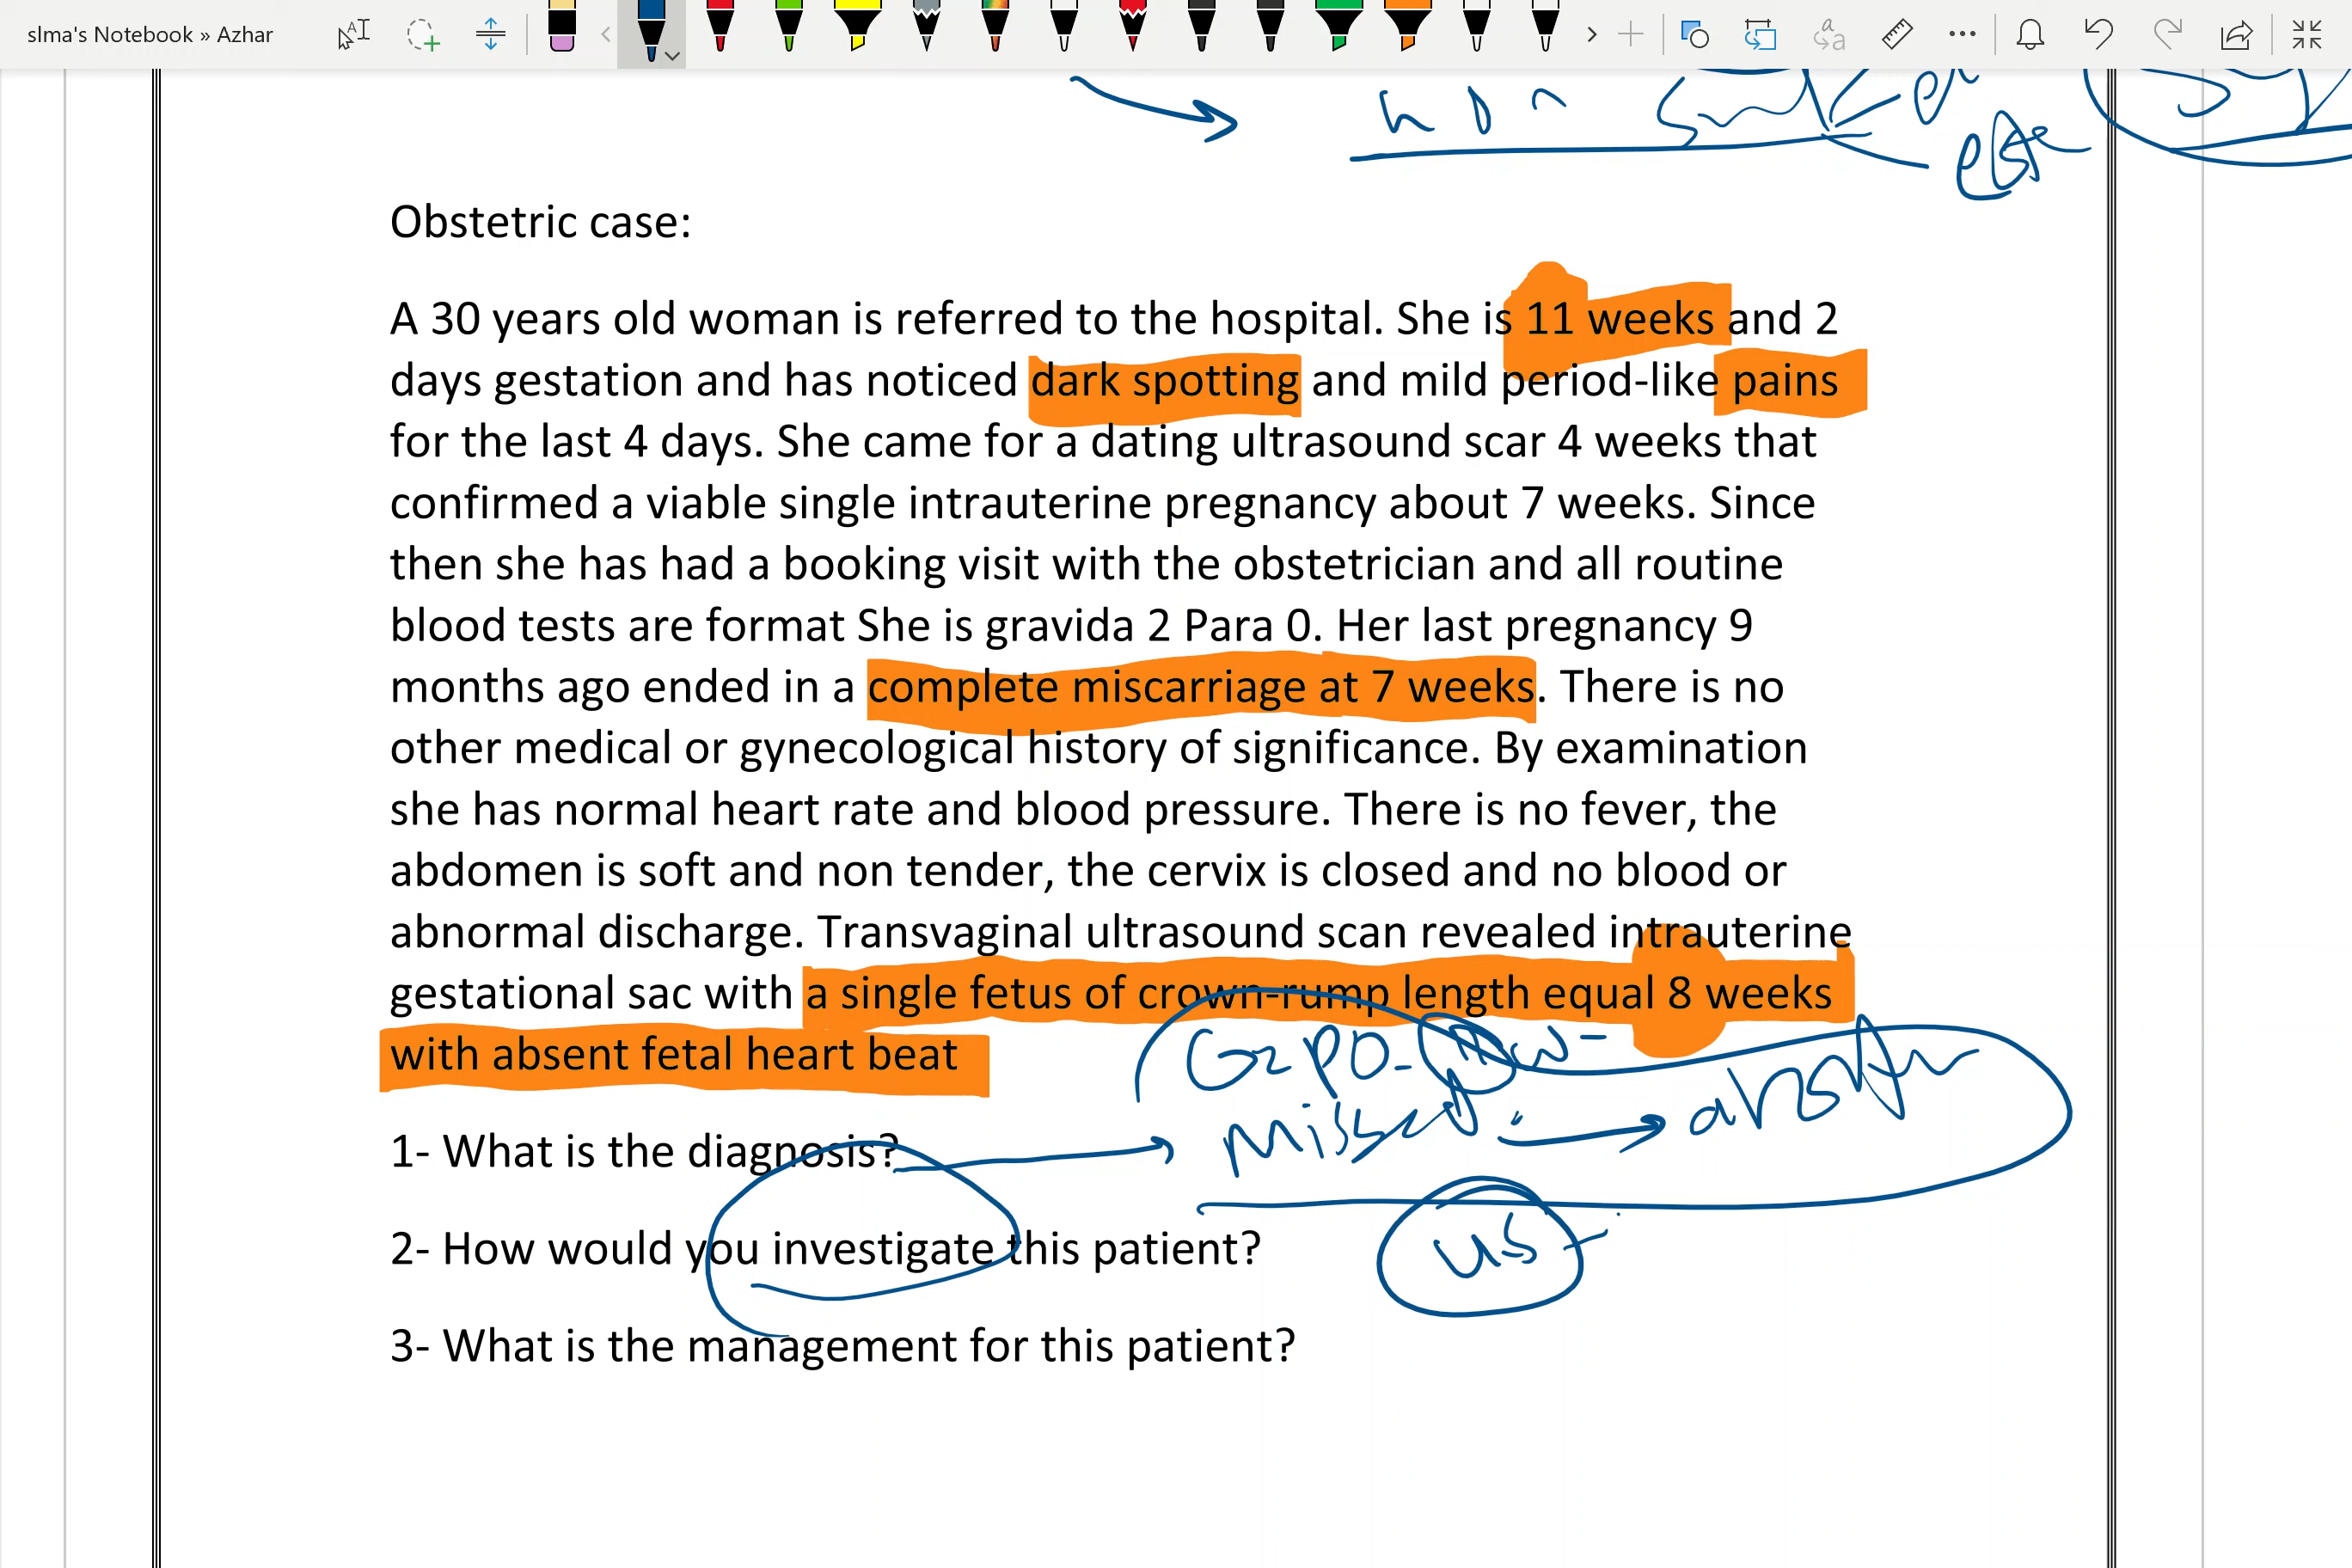 slma's Notebook » Azhar
Obstetric case:
A 30 years old woman is referred to the hospital. She is 11 weeks and 2
days gestation and has noticed dark spotting and mild period-like pains
for the last 4 days. She came for a dating ultrasound scar 4 weeks that
confirmed a viable single intrauterine pregnancy about 7 weeks. Since
then she has had a booking visit with the obstetrician and all routine
blood tests are format She is gravida 2 Para 0. Her last pregnancy 9
months ago ended in a complete miscarriage at 7 weeks. There is no
other medical or gynecological history of significance. By examination
she has normal heart rate and blood pressure. There is no fever, the
abdomen is soft and non tender, the cervix is closed and no blood or
abnormal discharge. Transvaginal ultrasound scan revealed intrauterine
gestational sac with a single fetus of crown-rump length equal 8 weeks
with absent fetal heart beat
G2 P0
1- What is the diagnosis?
Missed
2- How would you investigate this patient?
US
3- What is the management for this patient?